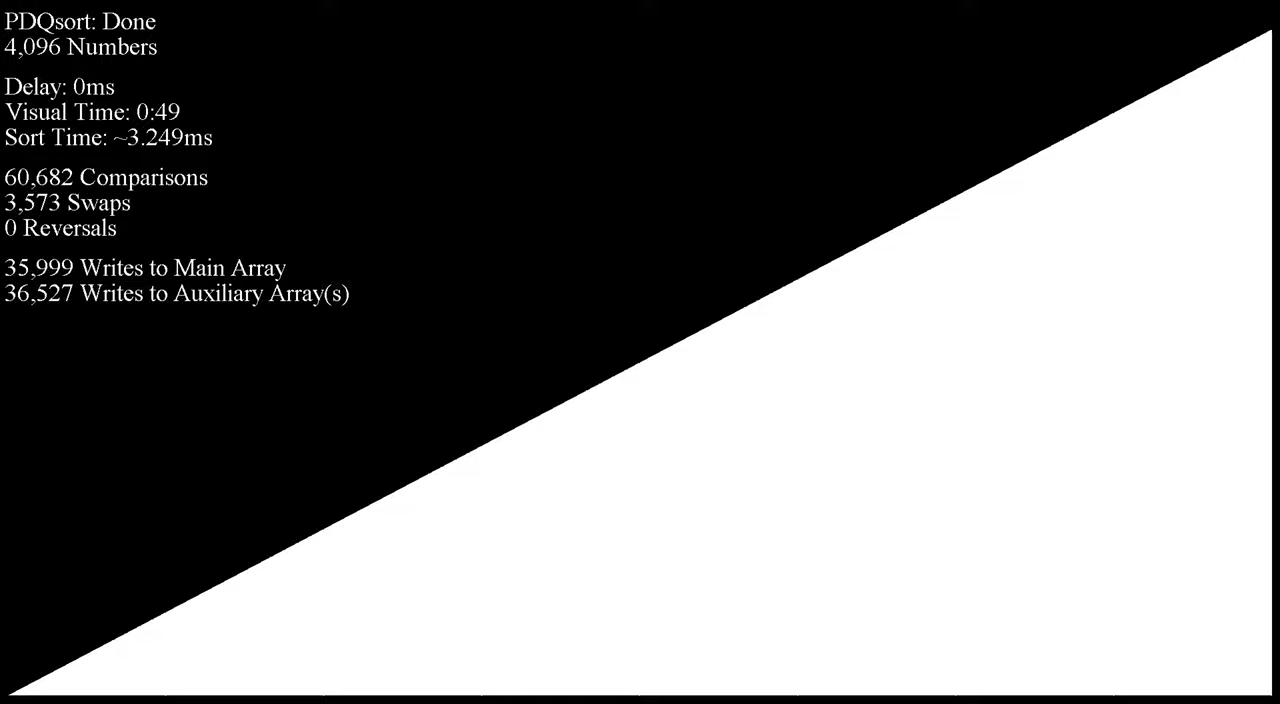 PDQsort: Done
4,096 Numbers
Delay: 0ms
Visual Time: 0:49
Sort Time: ~3.249ms
60,682 Comparisons
3,573 Swaps
0 Reversals
35,999 Writes to Main Array
36,527 Writes to Auxiliary Array(s)